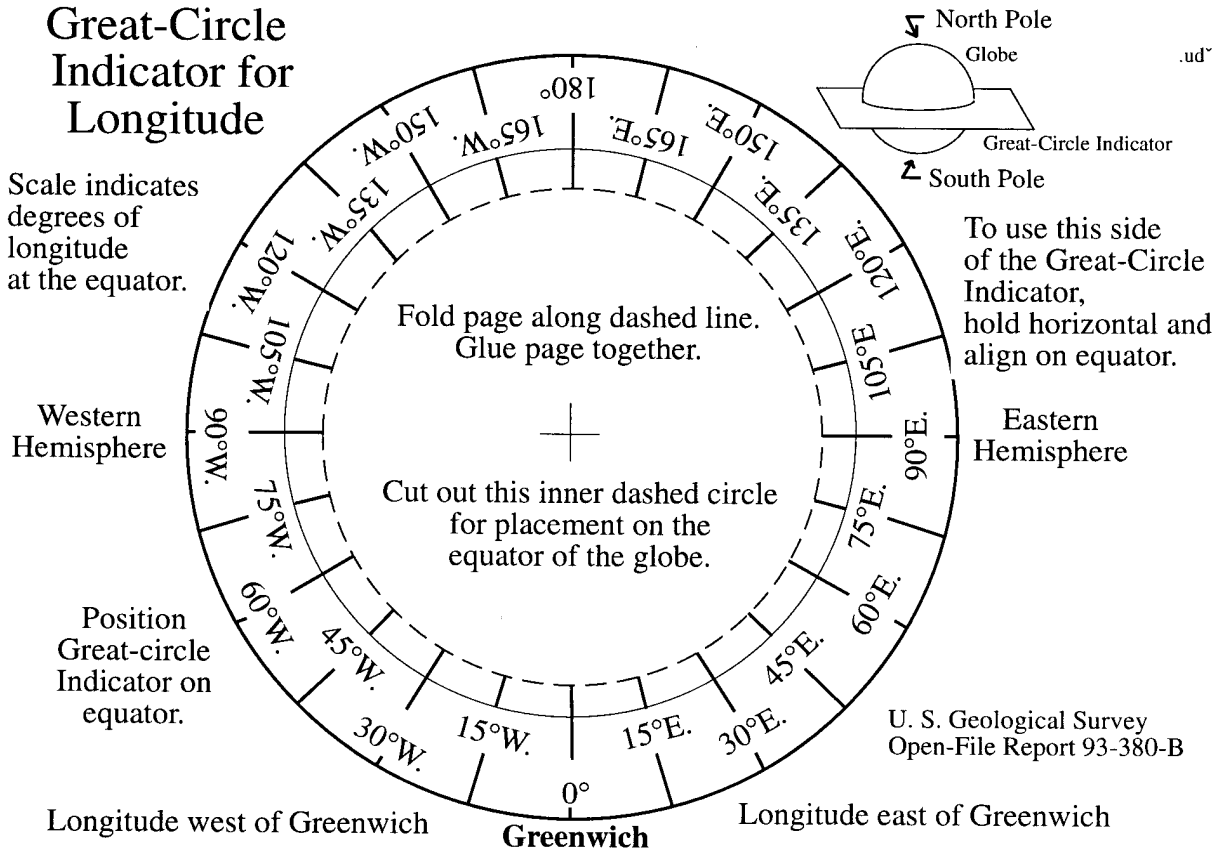 Great-Circle
Indicator for
Longitude
Scale indicates
degrees of
longitude
at the equator.
North Pole
Globe
.ud˘
Great-Circle Indicator
South Pole
To use this side
of the Great-Circle
Indicator,
hold horizontal and
align on equator.
180°
165°W.
150°W.
135°W.
120°W.
105°W.
90°W.
75°W.
60°W.
45°W.
30°W.
15°W.
0°
15°E.
30°E.
45°E.
60°E.
75°E.
90°E.
105°E
120°E.
135°E.
150°E.
165°E.
Fold page along dashed line.
Glue page together.
Cut out this inner dashed circle
for placement on the
equator of the globe.
Western
Hemisphere
Eastern
Hemisphere
Position
Great-circle
Indicator on
equator.
U. S. Geological Survey
Open-File Report 93-380-B
Longitude west of Greenwich
Greenwich
Longitude east of Greenwich